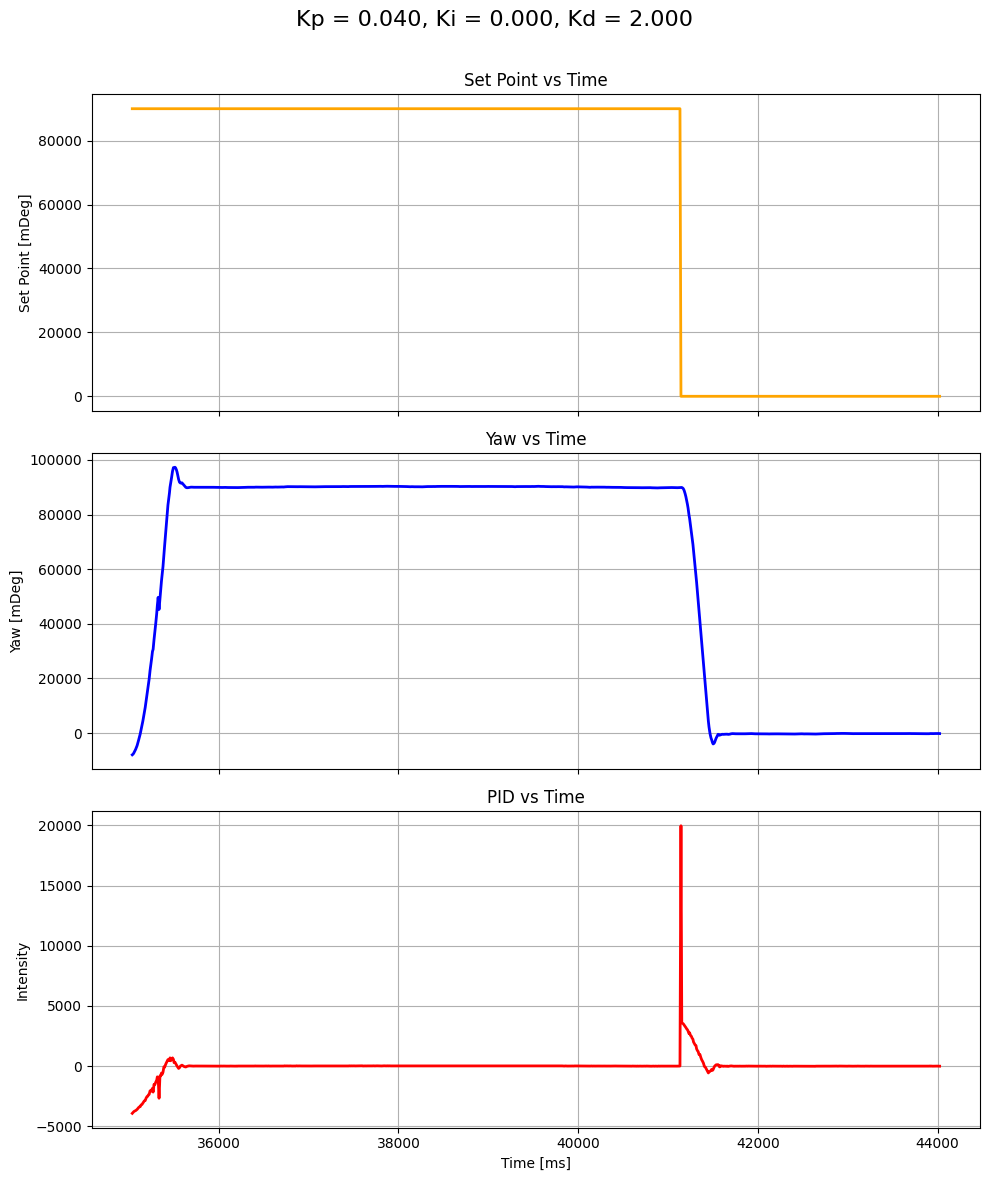 Kp = 0.040, Ki = 0.000, Kd = 2.000
Set Point vs Time
Set Point [mDeg]
80000
60000
40000
20000
0
Yaw vs Time
Yaw [mDeg]
100000
80000
60000
40000
20000
0
PID vs Time
Intensity
20000
15000
10000
5000
0
−5000
36000 38000 40000 42000 44000
Time [ms]